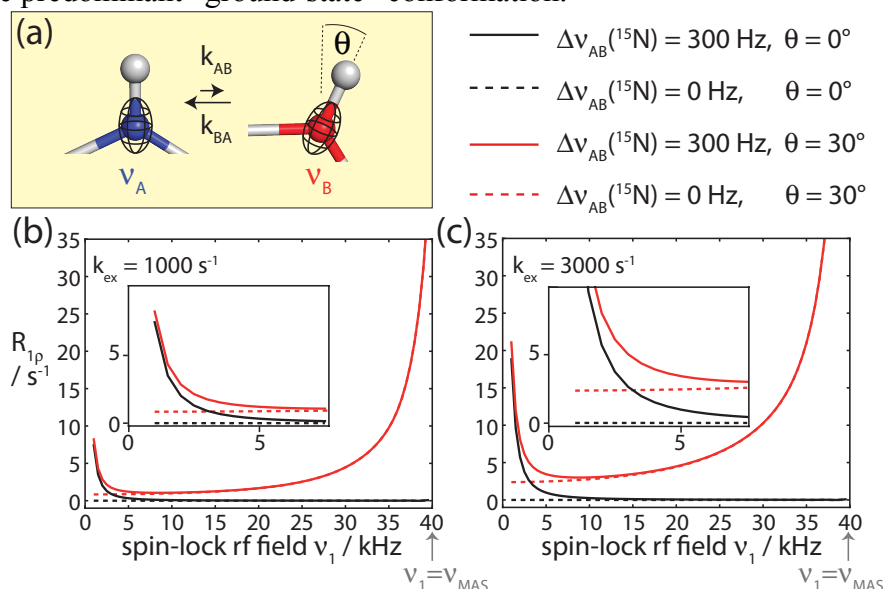 (a)
θ
k_AB
k_BA
ν_A
ν_B
Δν_AB(¹⁵N) = 300 Hz, θ = 0°
Δν_AB(¹⁵N) = 0 Hz, θ = 0°
Δν_AB(¹⁵N) = 300 Hz, θ = 30°
Δν_AB(¹⁵N) = 0 Hz, θ = 30°
(b)
k_ex = 1000 s⁻¹
R_1ρ
/ s⁻¹
35
30
25
20
15
10
5
0
5
0
0
5
0 5 10 15 20 25 30 35 40
spin-lock rf field ν₁ / kHz
ν₁=ν_MAS
(c)
k_ex = 3000 s⁻¹
35
30
25
20
15
10
5
0
5
0
0
5
0 5 10 15 20 25 30 35 40
spin-lock rf field ν₁ / kHz
ν₁=ν_MAS